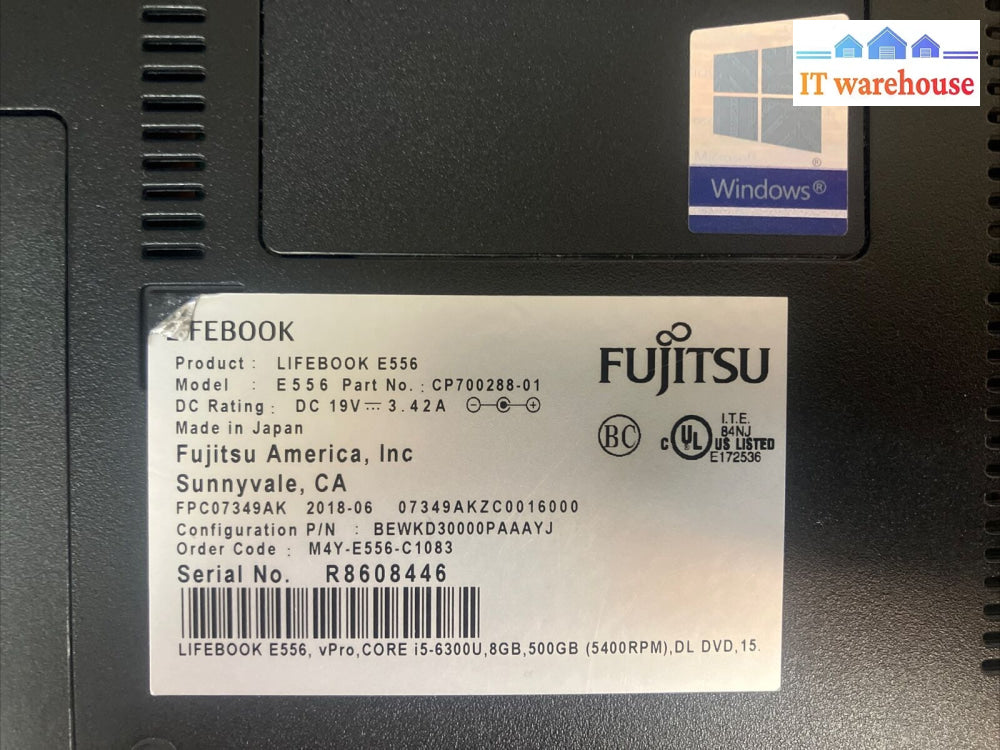 IT warehouse
Windows®
LIFEBOOK
FUJITSU
Product : LIFEBOOK E556
Model : E556 Part No. : CP700288-01
DC Rating : DC 19V 3.42A
Made in Japan
Fujitsu America, Inc
Sunnyvale, CA
BC
c UL US LISTED
I.T.E.
84NJ
E172536
FPC07349AK 2018-06 07349AKZC0016000
Configuration P/N : BEWKD30000PAAAYJ
Order Code : M4Y-E556-C1083
Serial No. R8608446
LIFEBOOK E556, vPro,CORE i5-6300U,8GB,500GB (5400RPM),DL DVD,15.